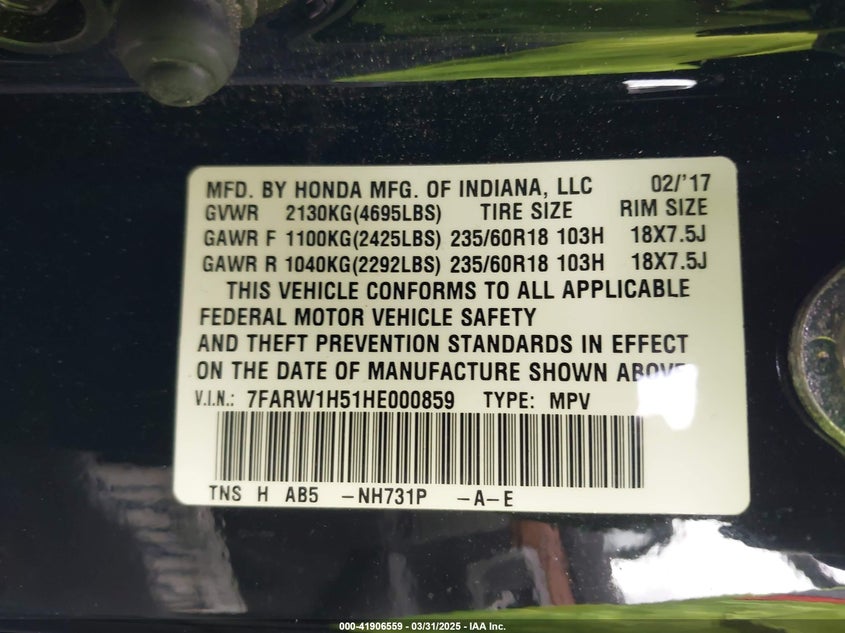 MFD. BY HONDA MFG. OF INDIANA, LLC 02/'17
GVWR 2130KG(4695LBS) TIRE SIZE RIM SIZE
GAWR F 1100KG(2425LBS) 235/60R18 103H 18X7.5J
GAWR R 1040KG(2292LBS) 235/60R18 103H 18X7.5J
THIS VEHICLE CONFORMS TO ALL APPLICABLE
FEDERAL MOTOR VEHICLE SAFETY
AND THEFT PREVENTION STANDARDS IN EFFECT
ON THE DATE OF MANUFACTURE SHOWN ABOVE.
V.I.N.: 7FARW1H51HE000859 TYPE: MPV
TNS H AB5 -NH731P -A-E
000-41906559 - 03/31/2025 - IAA Inc.